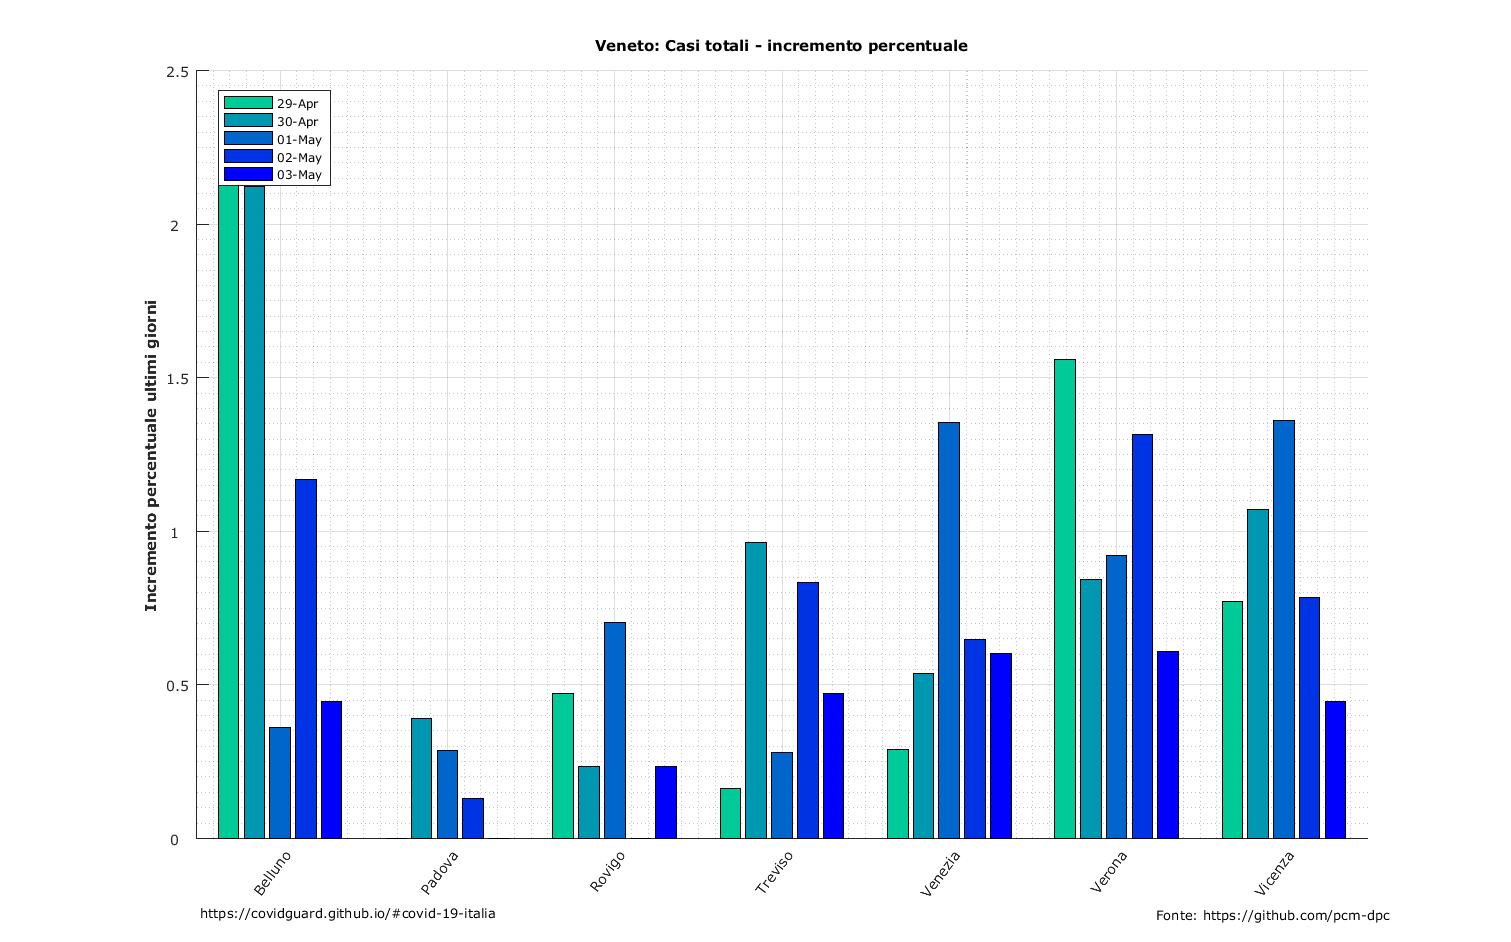 Veneto: Casi totali - incremento percentuale
2.5
2
1.5
1
0.5
0
Incremento percentuale ultimi giorni
29-Apr
30-Apr
01-May
02-May
03-May
Belluno
Padova
Rovigo
Treviso
Venezia
Verona
Vicenza
https://covidguard.github.io/#covid-19-italia
Fonte: https://github.com/pcm-dpc